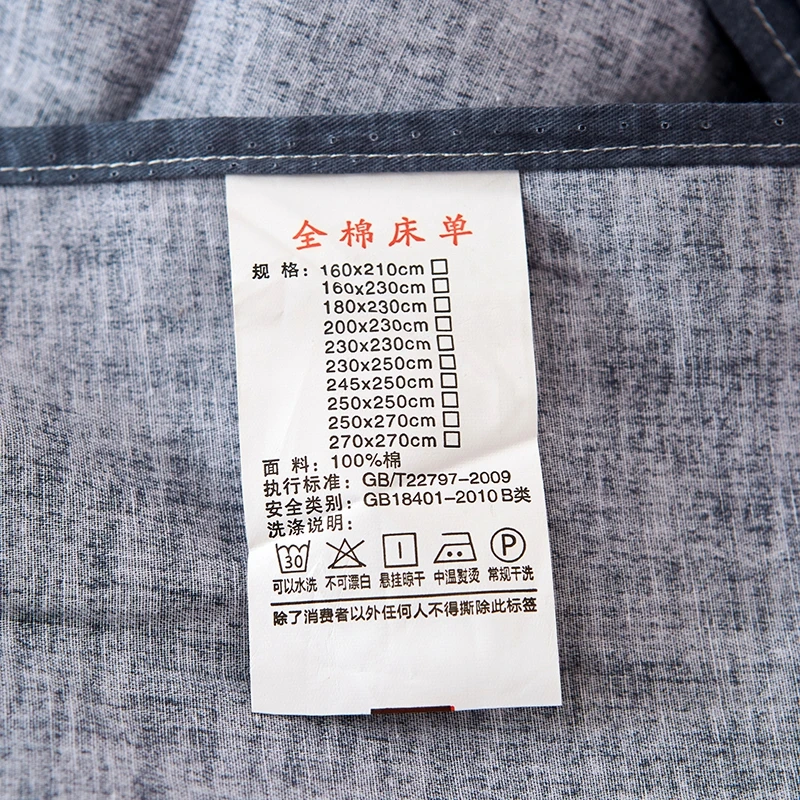 全棉床单
规格：160x210cm□
160x230cm□
180x230cm□
200x230cm□
230x230cm□
230x250cm□
245x250cm□
250x250cm□
250x270cm□
270x270cm□
面料：100%棉
执行标准：GB/T22797-2009
安全类别：GB18401-2010 B类
洗涤说明：
30 P
可以水洗 不可漂白 悬挂晾干 中温熨烫 常规干洗
除了消费者以外任何人不得撕除此标签